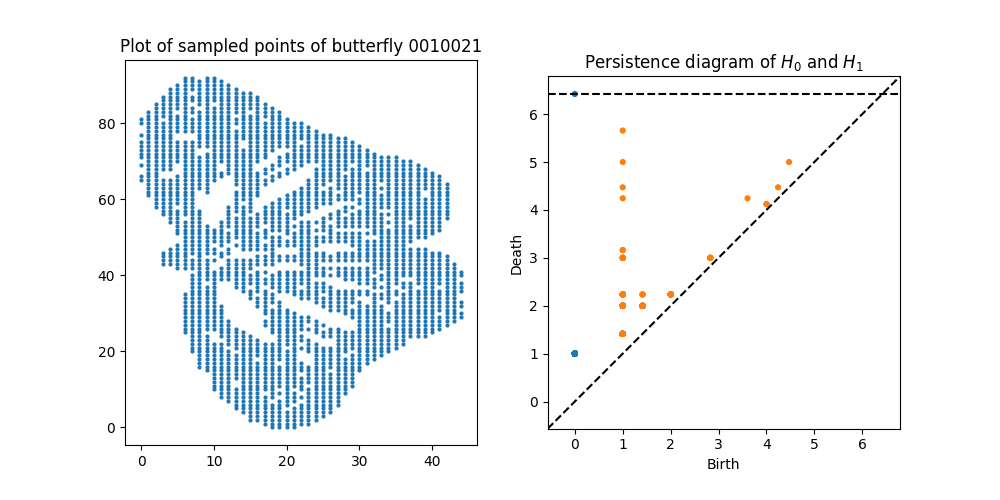 Plot of sampled points of butterfly 0010021
80
60
40
20
0
0 10 20 30 40
Persistence diagram of $H_0$ and $H_1$
Death
6
5
4
3
2
1
0
0 1 2 3 4 5 6
Birth